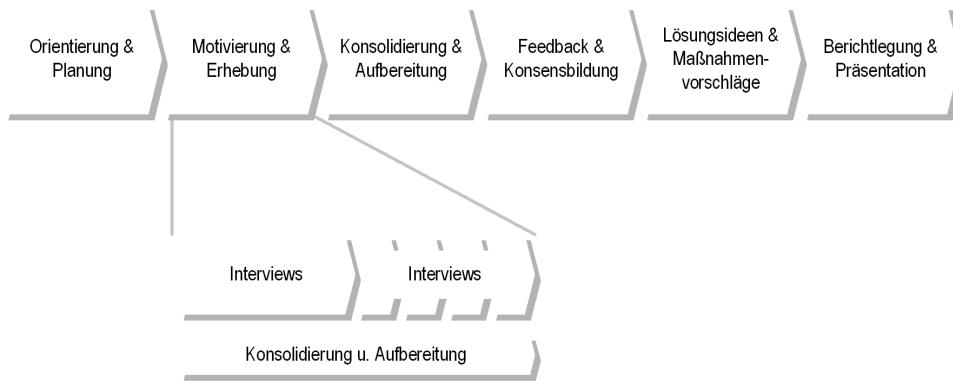 Orientierung &
Planung
Motivierung &
Erhebung
Konsolidierung &
Aufbereitung
Feedback &
Konsensbildung
Lösungsideen &
Maßnahmen-
vorschläge
Berichtlegung &
Präsentation
Interviews
Interviews
Konsolidierung u. Aufbereitung